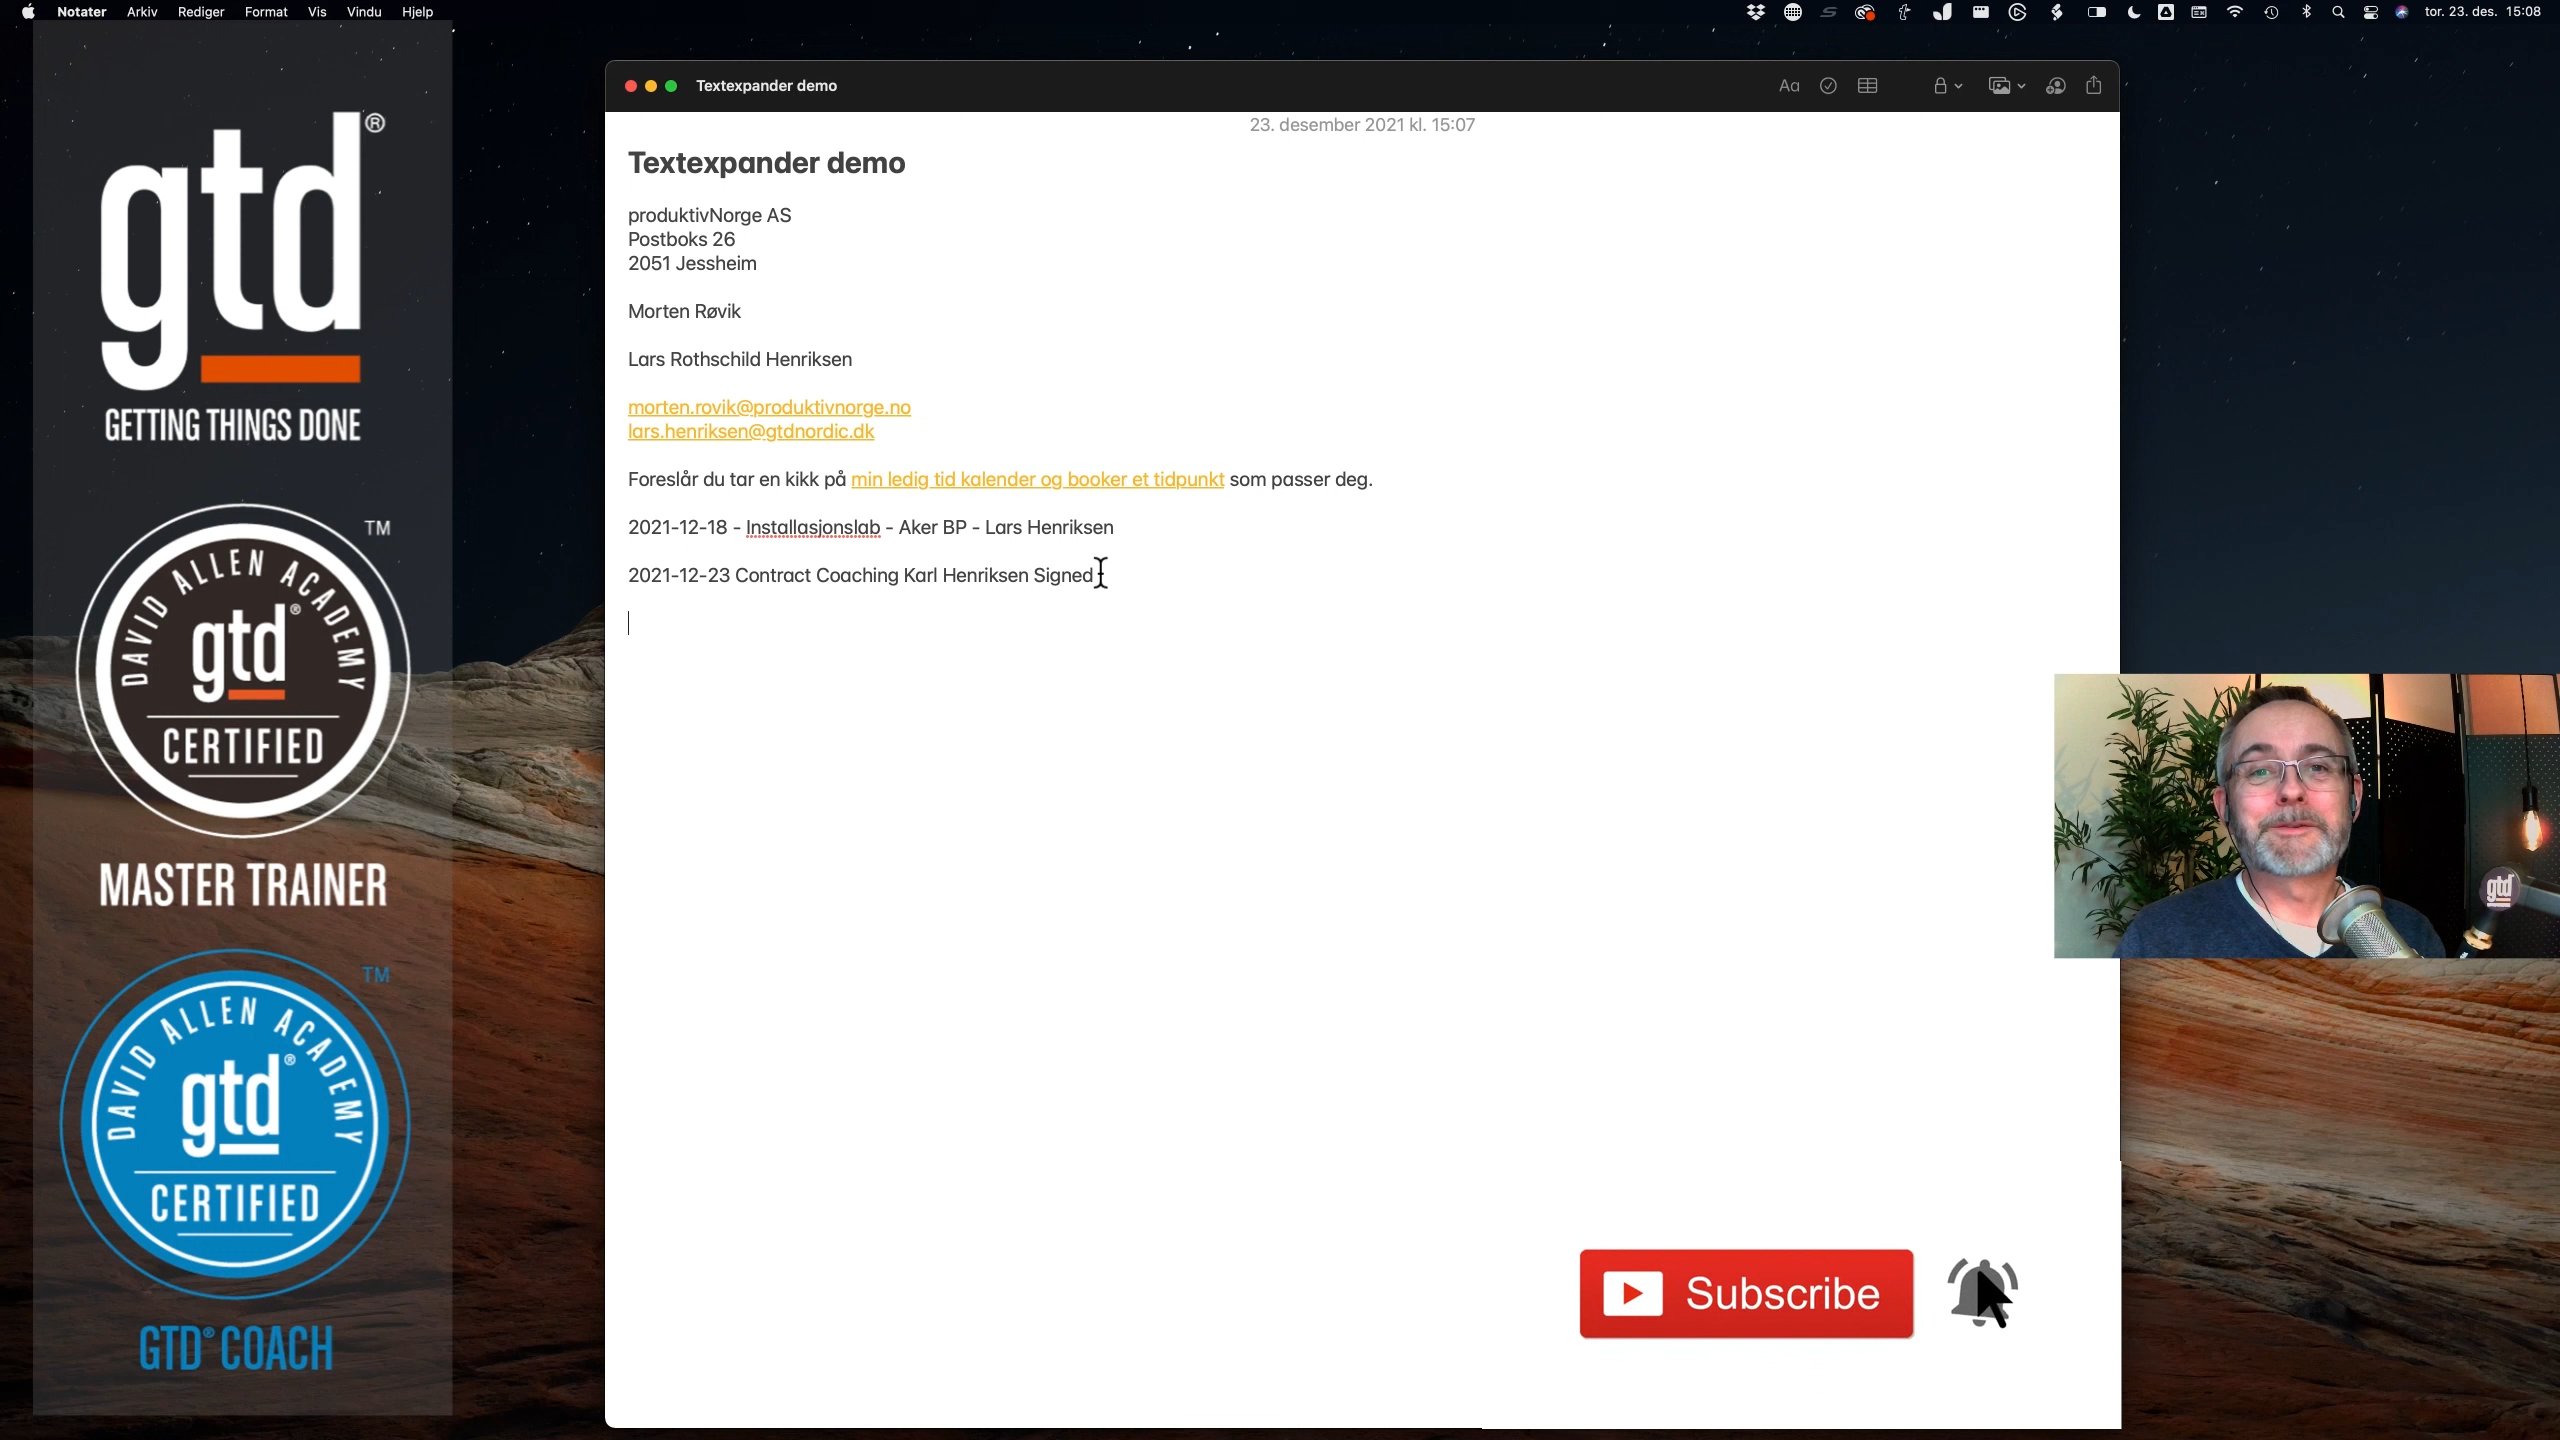 Notater Arkiv Rediger Format Vis Vindu Hjelp
tor. 23. des. 15:08
gtd®
GETTING THINGS DONE
TM
DAVID ALLEN ACADEMY
gtd®
CERTIFIED
MASTER TRAINER
TM
DAVID ALLEN ACADEMY
gtd®
CERTIFIED
GTD® COACH
Textexpander demo
Aa
23. desember 2021 kl. 15:07
Textexpander demo
produktivNorge AS
Postboks 26
2051 Jessheim
Morten Røvik
Lars Rothschild Henriksen
morten.rovik@produktivnorge.no
lars.henriksen@gtdnordic.dk
Foreslår du tar en kikk på min ledig tid kalender og booker et tidpunkt som passer deg.
2021-12-18 - Installasjonslab - Aker BP - Lars Henriksen
2021-12-23 Contract Coaching Karl Henriksen Signed
gtd
Subscribe